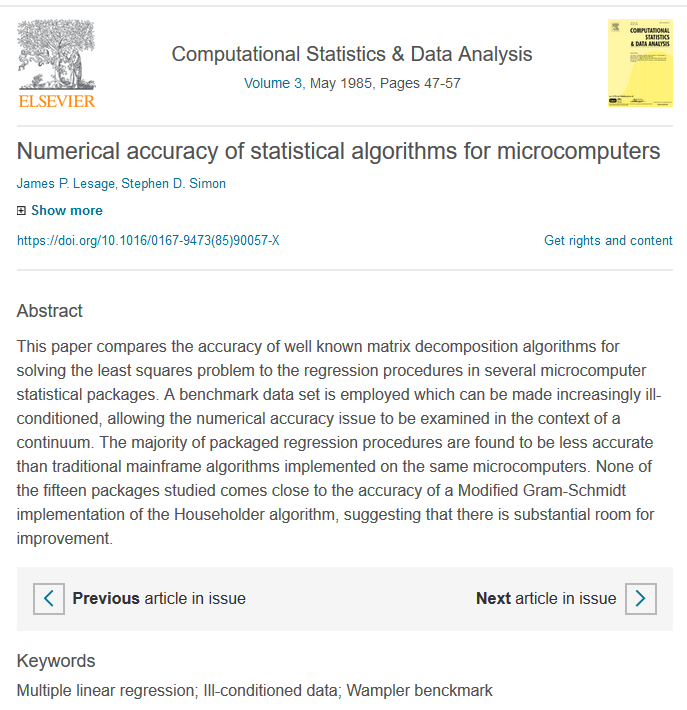 ELSEVIER
Computational Statistics & Data Analysis
Volume 3, May 1985, Pages 47-57
COMPUTATIONAL
STATISTICS
& DATA ANALYSIS
Numerical accuracy of statistical algorithms for microcomputers
James P. Lesage, Stephen D. Simon
Show more
https://doi.org/10.1016/0167-9473(85)90057-X
Get rights and content
Abstract
This paper compares the accuracy of well known matrix decomposition algorithms for
solving the least squares problem to the regression procedures in several microcomputer
statistical packages. A benchmark data set is employed which can be made increasingly ill-
conditioned, allowing the numerical accuracy issue to be examined in the context of a
continuum. The majority of packaged regression procedures are found to be less accurate
than traditional mainframe algorithms implemented on the same microcomputers. None of
the fifteen packages studied comes close to the accuracy of a Modified Gram-Schmidt
implementation of the Householder algorithm, suggesting that there is substantial room for
improvement.
Previous article in issue
Next article in issue
Keywords
Multiple linear regression; Ill-conditioned data; Wampler benckmark